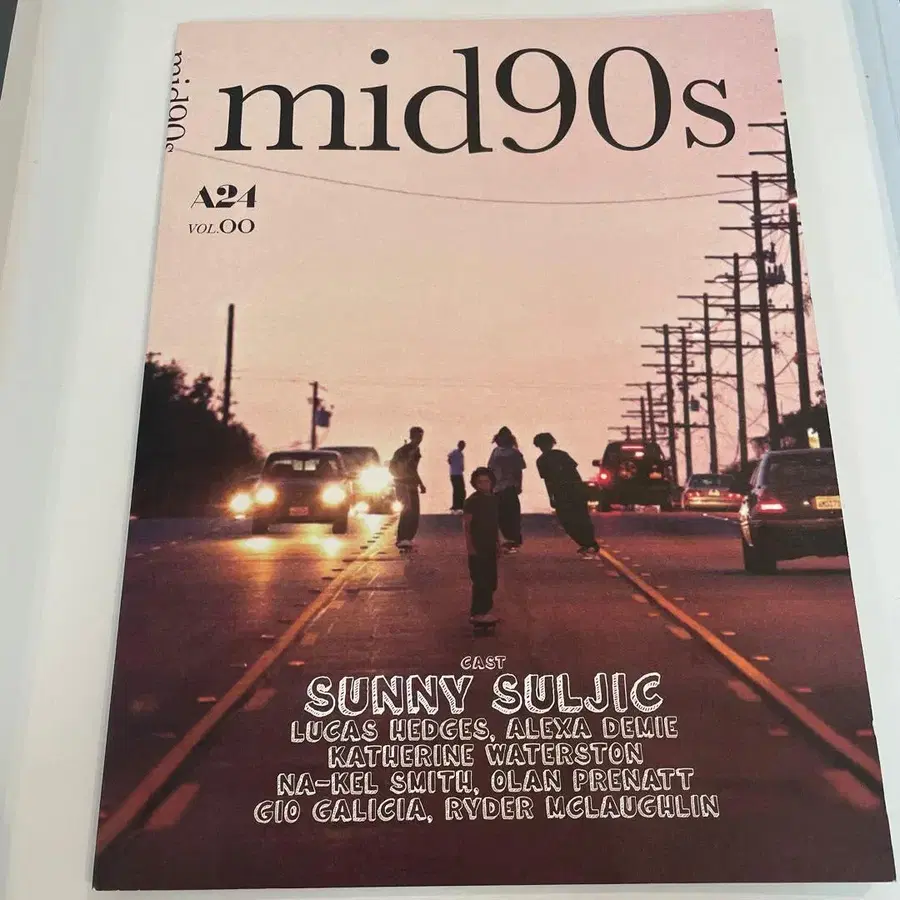 mid90s
mid90s
A24
VOL.00
CAST
SUNNY SULJIC
LUCAS HEDGES, ALEXA DEMIE
KATHERINE WATERSTON
NA-KEL SMITH, OLAN PRENATT
GIO GALICIA, RYDER MCLAUGHLIN